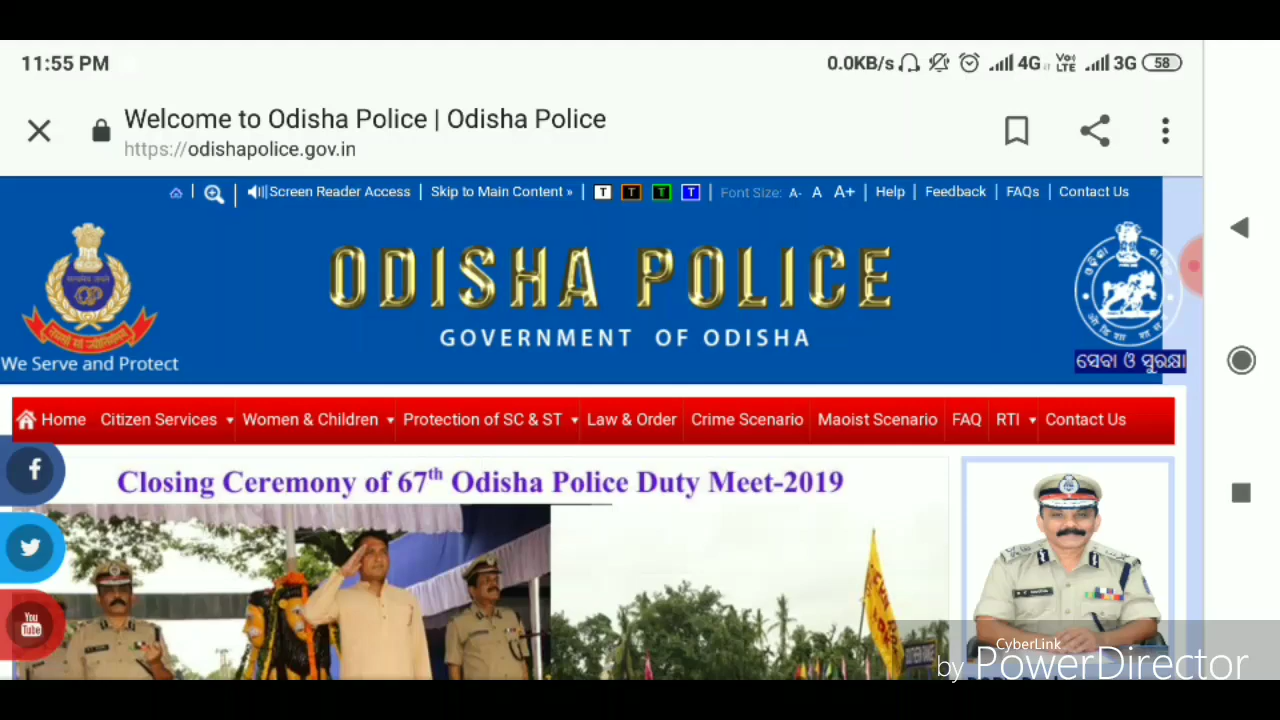 11:55 PM
0.0KB/s 4G VoLTE 3G 58
Welcome to Odisha Police | Odisha Police
https://odishapolice.gov.in
Screen Reader Access | Skip to Main Content » | T T T T | Font Size: A- A A+ | Help | Feedback | FAQs | Contact Us
ODISHA POLICE
GOVERNMENT OF ODISHA
We Serve and Protect
ସେବା ଓ ସୁରକ୍ଷା
Home Citizen Services Women & Children Protection of SC & ST Law & Order Crime Scenario Maoist Scenario FAQ RTI Contact Us
Closing Ceremony of 67th Odisha Police Duty Meet-2019
You
Tube
CyberLink
by PowerDirector